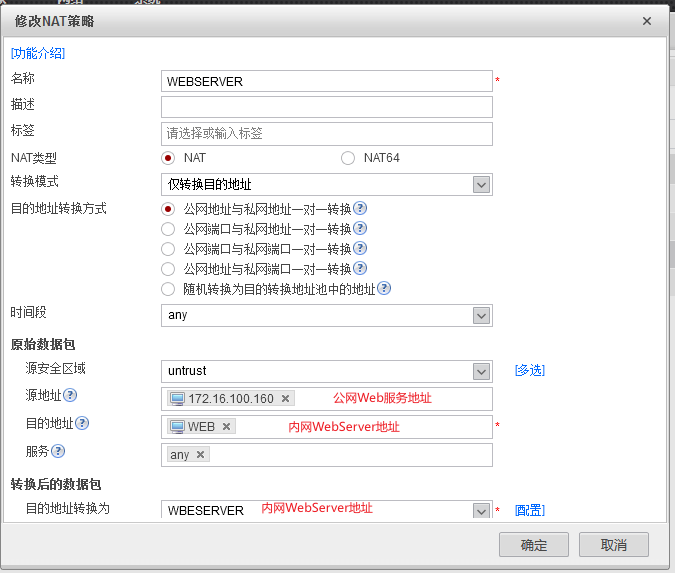 修改NAT策略
[功能介绍]
名称 WEBSERVER *
描述
标签 请选择或输入标签
NAT类型 NAT NAT64
转换模式 仅转换目的地址
目的地址转换方式 公网地址与私网地址一对一转换 ?
公网端口与私网地址一对一转换 ?
公网端口与私网端口一对一转换 ?
公网地址与私网端口一对一转换 ?
随机转换为目的转换地址池中的地址 ?
时间段 any
原始数据包
源安全区域 untrust [多选]
源地址 ? 172.16.100.160 × 公网Web服务地址
目的地址 ? WEB × 内网WebServer地址 *
服务 ? any ×
转换后的数据包
目的地址转换为 WBESERVER 内网WebServer地址 * [配置]
确定 取消